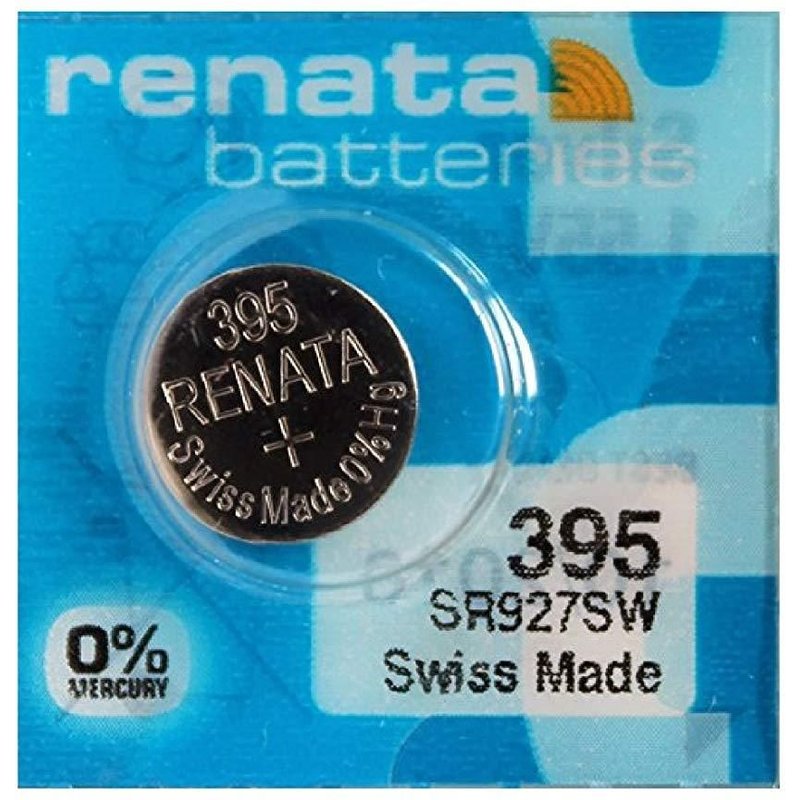 renata
batteries
395
RENATA
+
Swiss Made 0%Hg
395
SR927SW
Swiss Made
0%
MERCURY